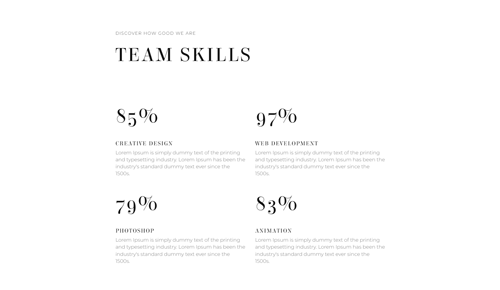 DISCOVER HOW GOOD WE ARE
TEAM SKILLS
85%
CREATIVE DESIGN
Lorem Ipsum is simply dummy text of the printing
and typesetting industry. Lorem Ipsum has been the
industry's standard dummy text ever since the
1500s.
97%
WEB DEVELOPMENT
Lorem Ipsum is simply dummy text of the printing
and typesetting industry. Lorem Ipsum has been the
industry's standard dummy text ever since the
1500s.
79%
PHOTOSHOP
Lorem Ipsum is simply dummy text of the printing
and typesetting industry. Lorem Ipsum has been the
industry's standard dummy text ever since the
1500s.
83%
ANIMATION
Lorem Ipsum is simply dummy text of the printing
and typesetting industry. Lorem Ipsum has been the
industry's standard dummy text ever since the
1500s.